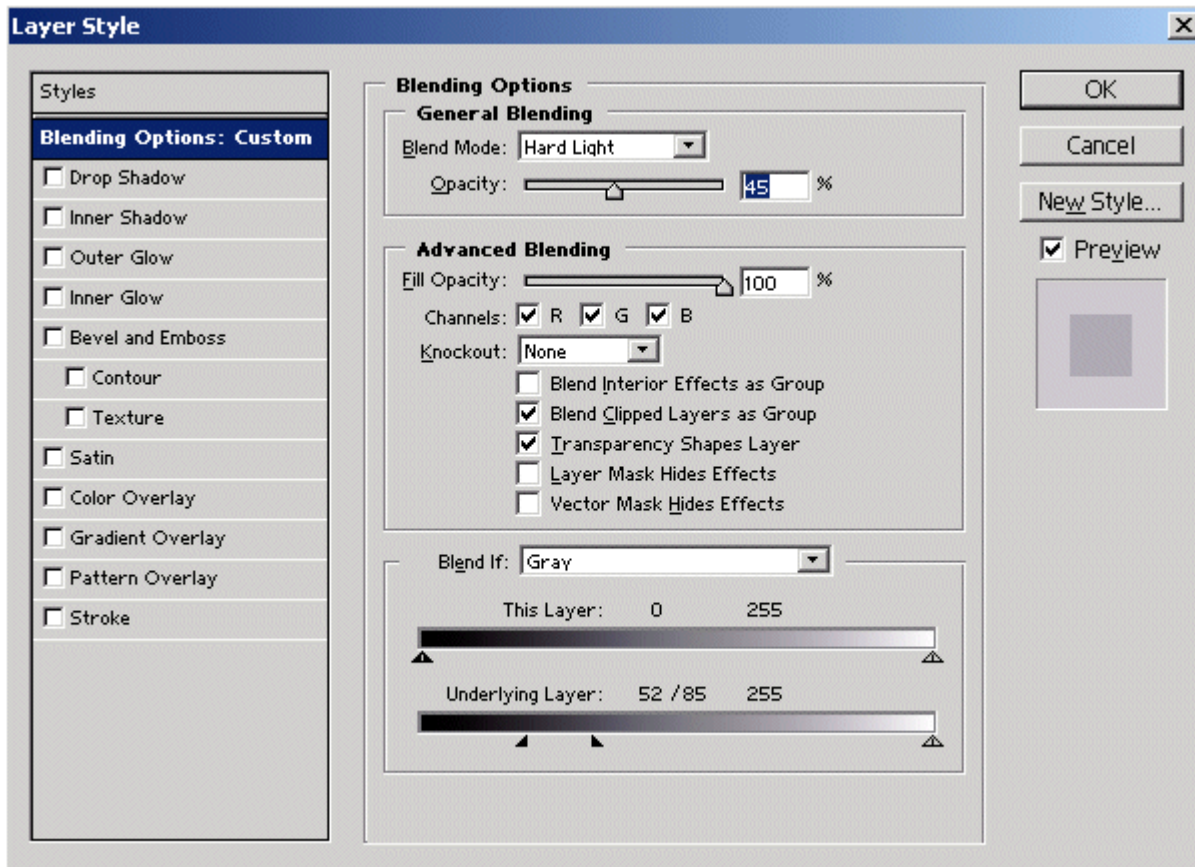 Layer Style
Styles
Blending Options: Custom
Drop Shadow
Inner Shadow
Outer Glow
Inner Glow
Bevel and Emboss
Contour
Texture
Satin
Color Overlay
Gradient Overlay
Pattern Overlay
Stroke
Blending Options
General Blending
Blend Mode: Hard Light
Opacity: 45 %
Advanced Blending
Fill Opacity: 100 %
Channels: R G B
Knockout: None
Blend Interior Effects as Group
Blend Clipped Layers as Group
Transparency Shapes Layer
Layer Mask Hides Effects
Vector Mask Hides Effects
Blend If: Gray
This Layer: 0 255
Underlying Layer: 52 / 85 255
OK
Cancel
New Style...
Preview